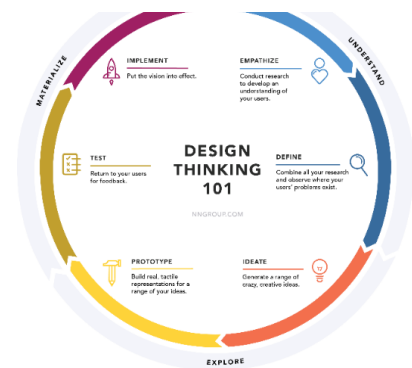 MATERIALIZE
UNDERSTAND
IMPLEMENT
Put the vision into effect.
EMPATHIZE
Conduct research
to develop an
understanding of
your users.
TEST
Return to your users
for feedback.
DESIGN
THINKING
101
NNGROUP.COM
DEFINE
Combine all your research
and observe where your
users' problems exist.
PROTOTYPE
Build real, tactile
representations for a
range of your ideas.
IDEATE
Generate a range of
crazy, creative ideas.
EXPLORE